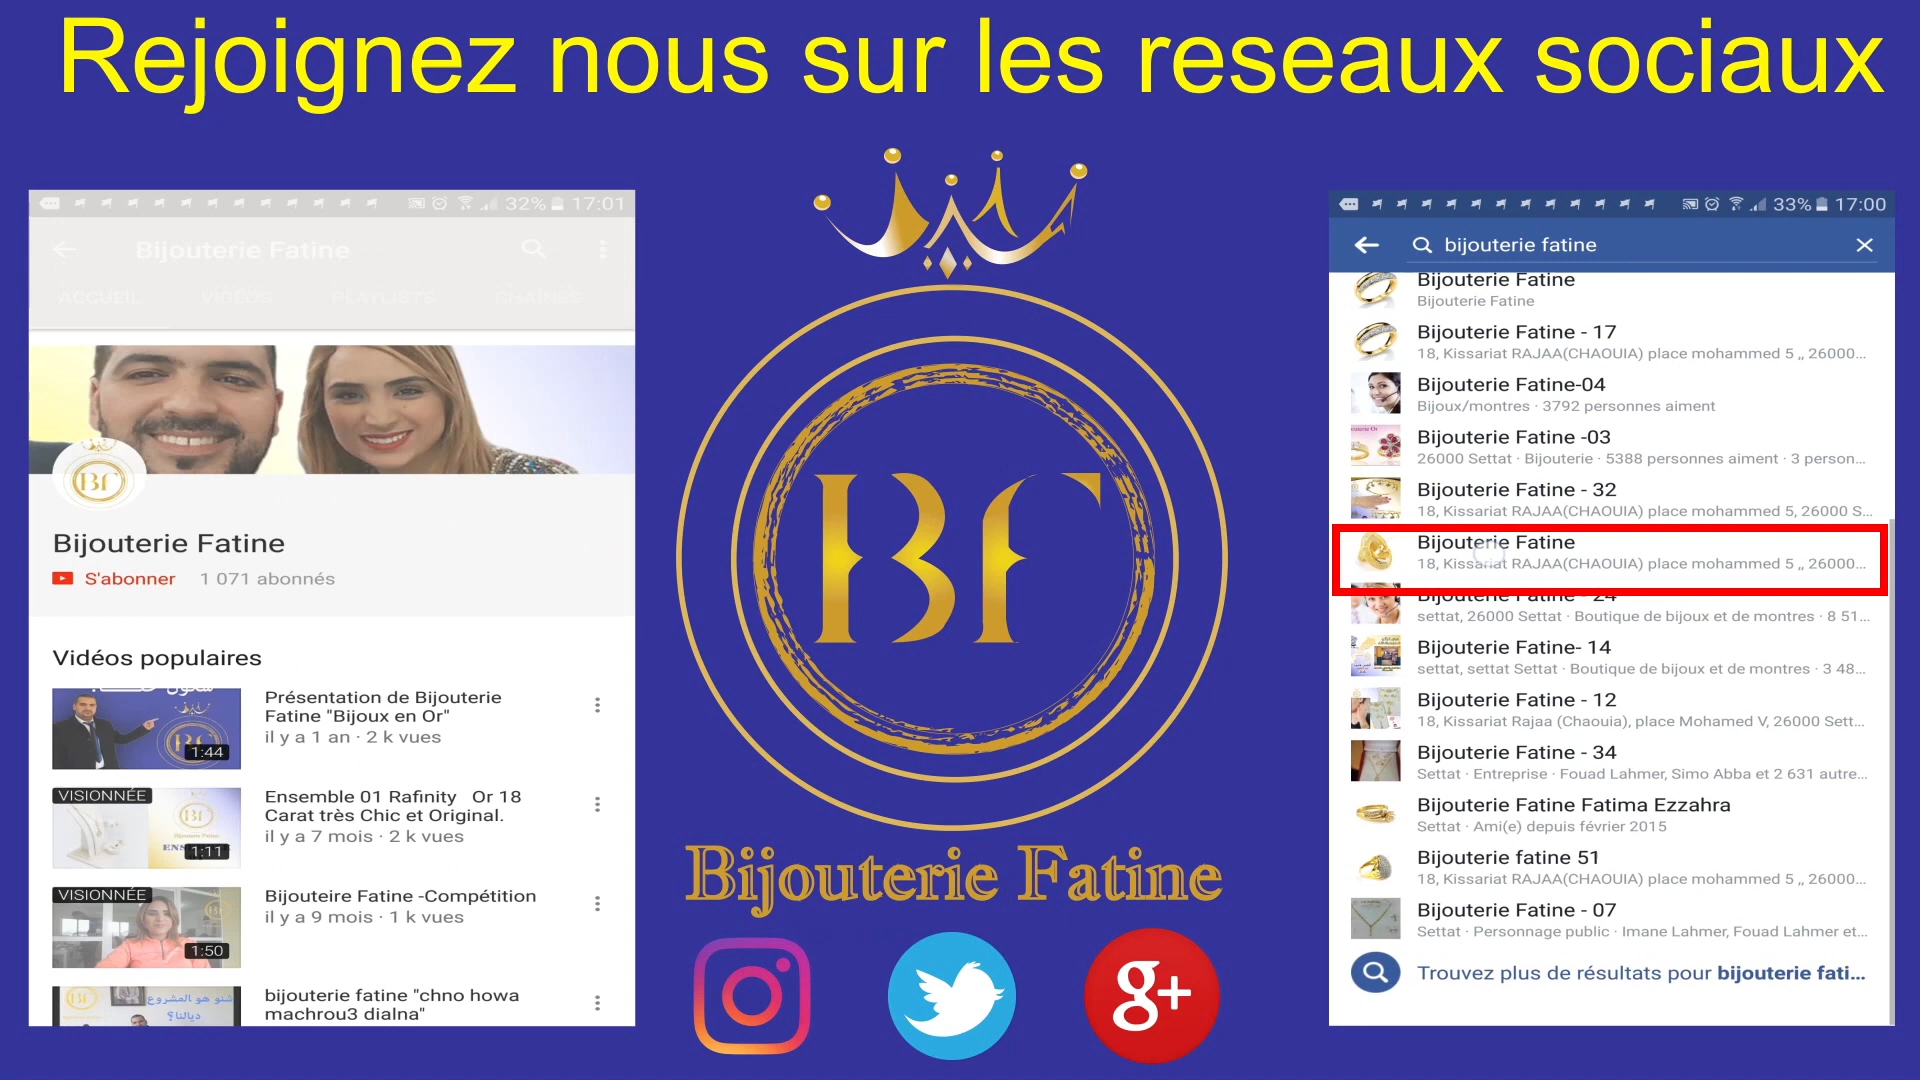 Rejoignez nous sur les reseaux sociaux
32% 17:01
Bijouterie Fatine
ACCUEIL VIDÉOS PLAYLISTS CHAÎNES
BF
Bijouterie Fatine
S'abonner 1 071 abonnés
Vidéos populaires
Présentation de Bijouterie
Fatine "Bijoux en Or"
il y a 1 an · 2 k vues
1:44
VISIONNÉE
Ensemble 01 Rafinity Or 18
Carat très Chic et Original.
il y a 7 mois · 2 k vues
1:11
VISIONNÉE
Bijouteire Fatine -Compétition
il y a 9 mois · 1 k vues
1:50
bijouterie fatine "chno howa
machrou3 dialna"
شنو هو المشروع
ديالنا؟
BF
Bijouterie Fatine
g+
33% 17:00
bijouterie fatine
Bijouterie Fatine
Bijouterie Fatine
Bijouterie Fatine - 17
18, Kissariat RAJAA(CHAOUIA) place mohammed 5 ,, 26000...
Bijouterie Fatine-04
Bijoux/montres · 3792 personnes aiment
Bijouterie Fatine -03
26000 Settat · Bijouterie · 5388 personnes aiment · 3 person...
Bijouterie Fatine - 32
18, Kissariat RAJAA(CHAOUIA) place mohammed 5, 26000 S...
Bijouterie Fatine
18, Kissariat RAJAA(CHAOUIA) place mohammed 5 ,, 26000...
Bijouterie Fatine - 24
settat, 26000 Settat · Boutique de bijoux et de montres · 8 51...
Bijouterie Fatine- 14
settat, settat Settat · Boutique de bijoux et de montres · 3 48...
Bijouterie Fatine - 12
18, Kissariat Rajaa (Chaouia), place Mohamed V, 26000 Sett...
Bijouterie Fatine - 34
Settat · Entreprise · Fouad Lahmer, Simo Abba et 2 631 autre...
Bijouterie Fatine Fatima Ezzahra
Settat · Ami(e) depuis février 2015
Bijouterie fatine 51
18, Kissariat RAJAA(CHAOUIA) place mohammed 5 ,, 26000...
Bijouterie Fatine - 07
Settat · Personnage public · Imane Lahmer, Fouad Lahmer et...
Trouvez plus de résultats pour bijouterie fati...